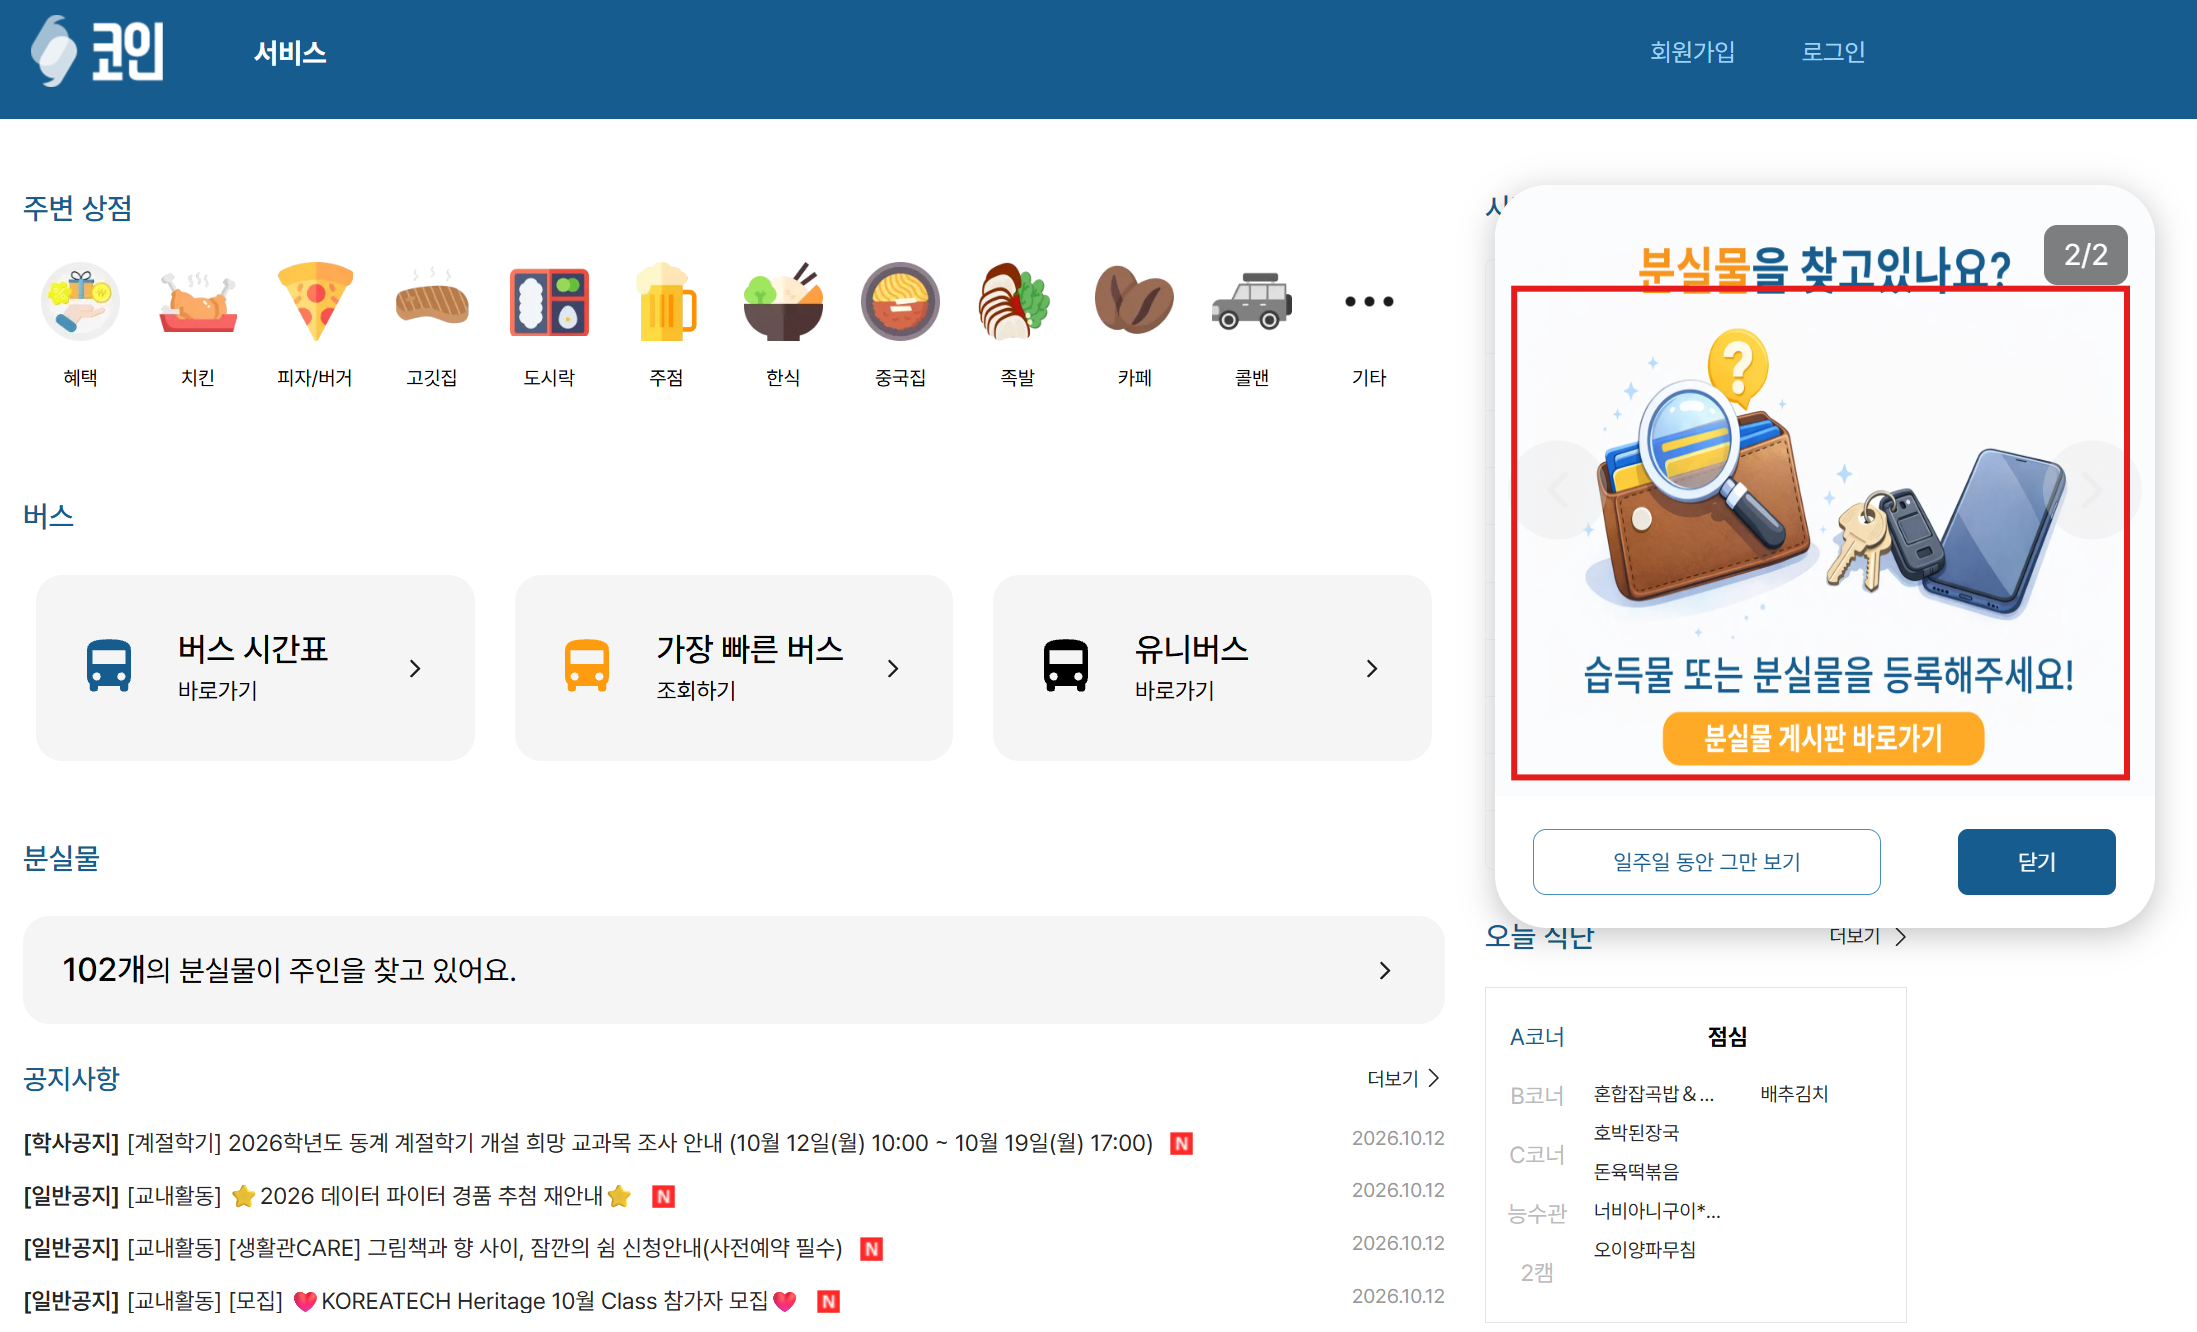 코인
서비스
회원가입
로그인
주변 상점
혜택
치킨
피자/버거
고깃집
도시락
주점
한식
중국집
족발
카페
콜밴
기타
버스
버스 시간표
바로가기
가장 빠른 버스
조회하기
유니버스
바로가기
분실물
102개의 분실물이 주인을 찾고 있어요.
공지사항
더보기
[학사공지] [계절학기] 2026학년도 동계 계절학기 개설 희망 교과목 조사 안내 (10월 12일(월) 10:00 ~ 10월 19일(월) 17:00) N
2026.10.12
[일반공지] [교내활동] ⭐2026 데이터 파이터 경품 추첨 재안내⭐ N
2026.10.12
[일반공지] [교내활동] [생활관CARE] 그림책과 향 사이, 잠깐의 쉼 신청안내(사전예약 필수) N
2026.10.12
[일반공지] [교내활동] [모집] ❤️KOREATECH Heritage 10월 Class 참가자 모집❤️ N
2026.10.12
분실물을 찾고있나요?
2/2
?
습득물 또는 분실물을 등록해주세요!
분실물 게시판 바로가기
일주일 동안 그만 보기
닫기
오늘 식단
더보기
A코너
B코너
C코너
능수관
2캠
점심
혼합잡곡밥＆...
배추김치
호박된장국
돈육떡볶음
너비아니구이*...
오이양파무침